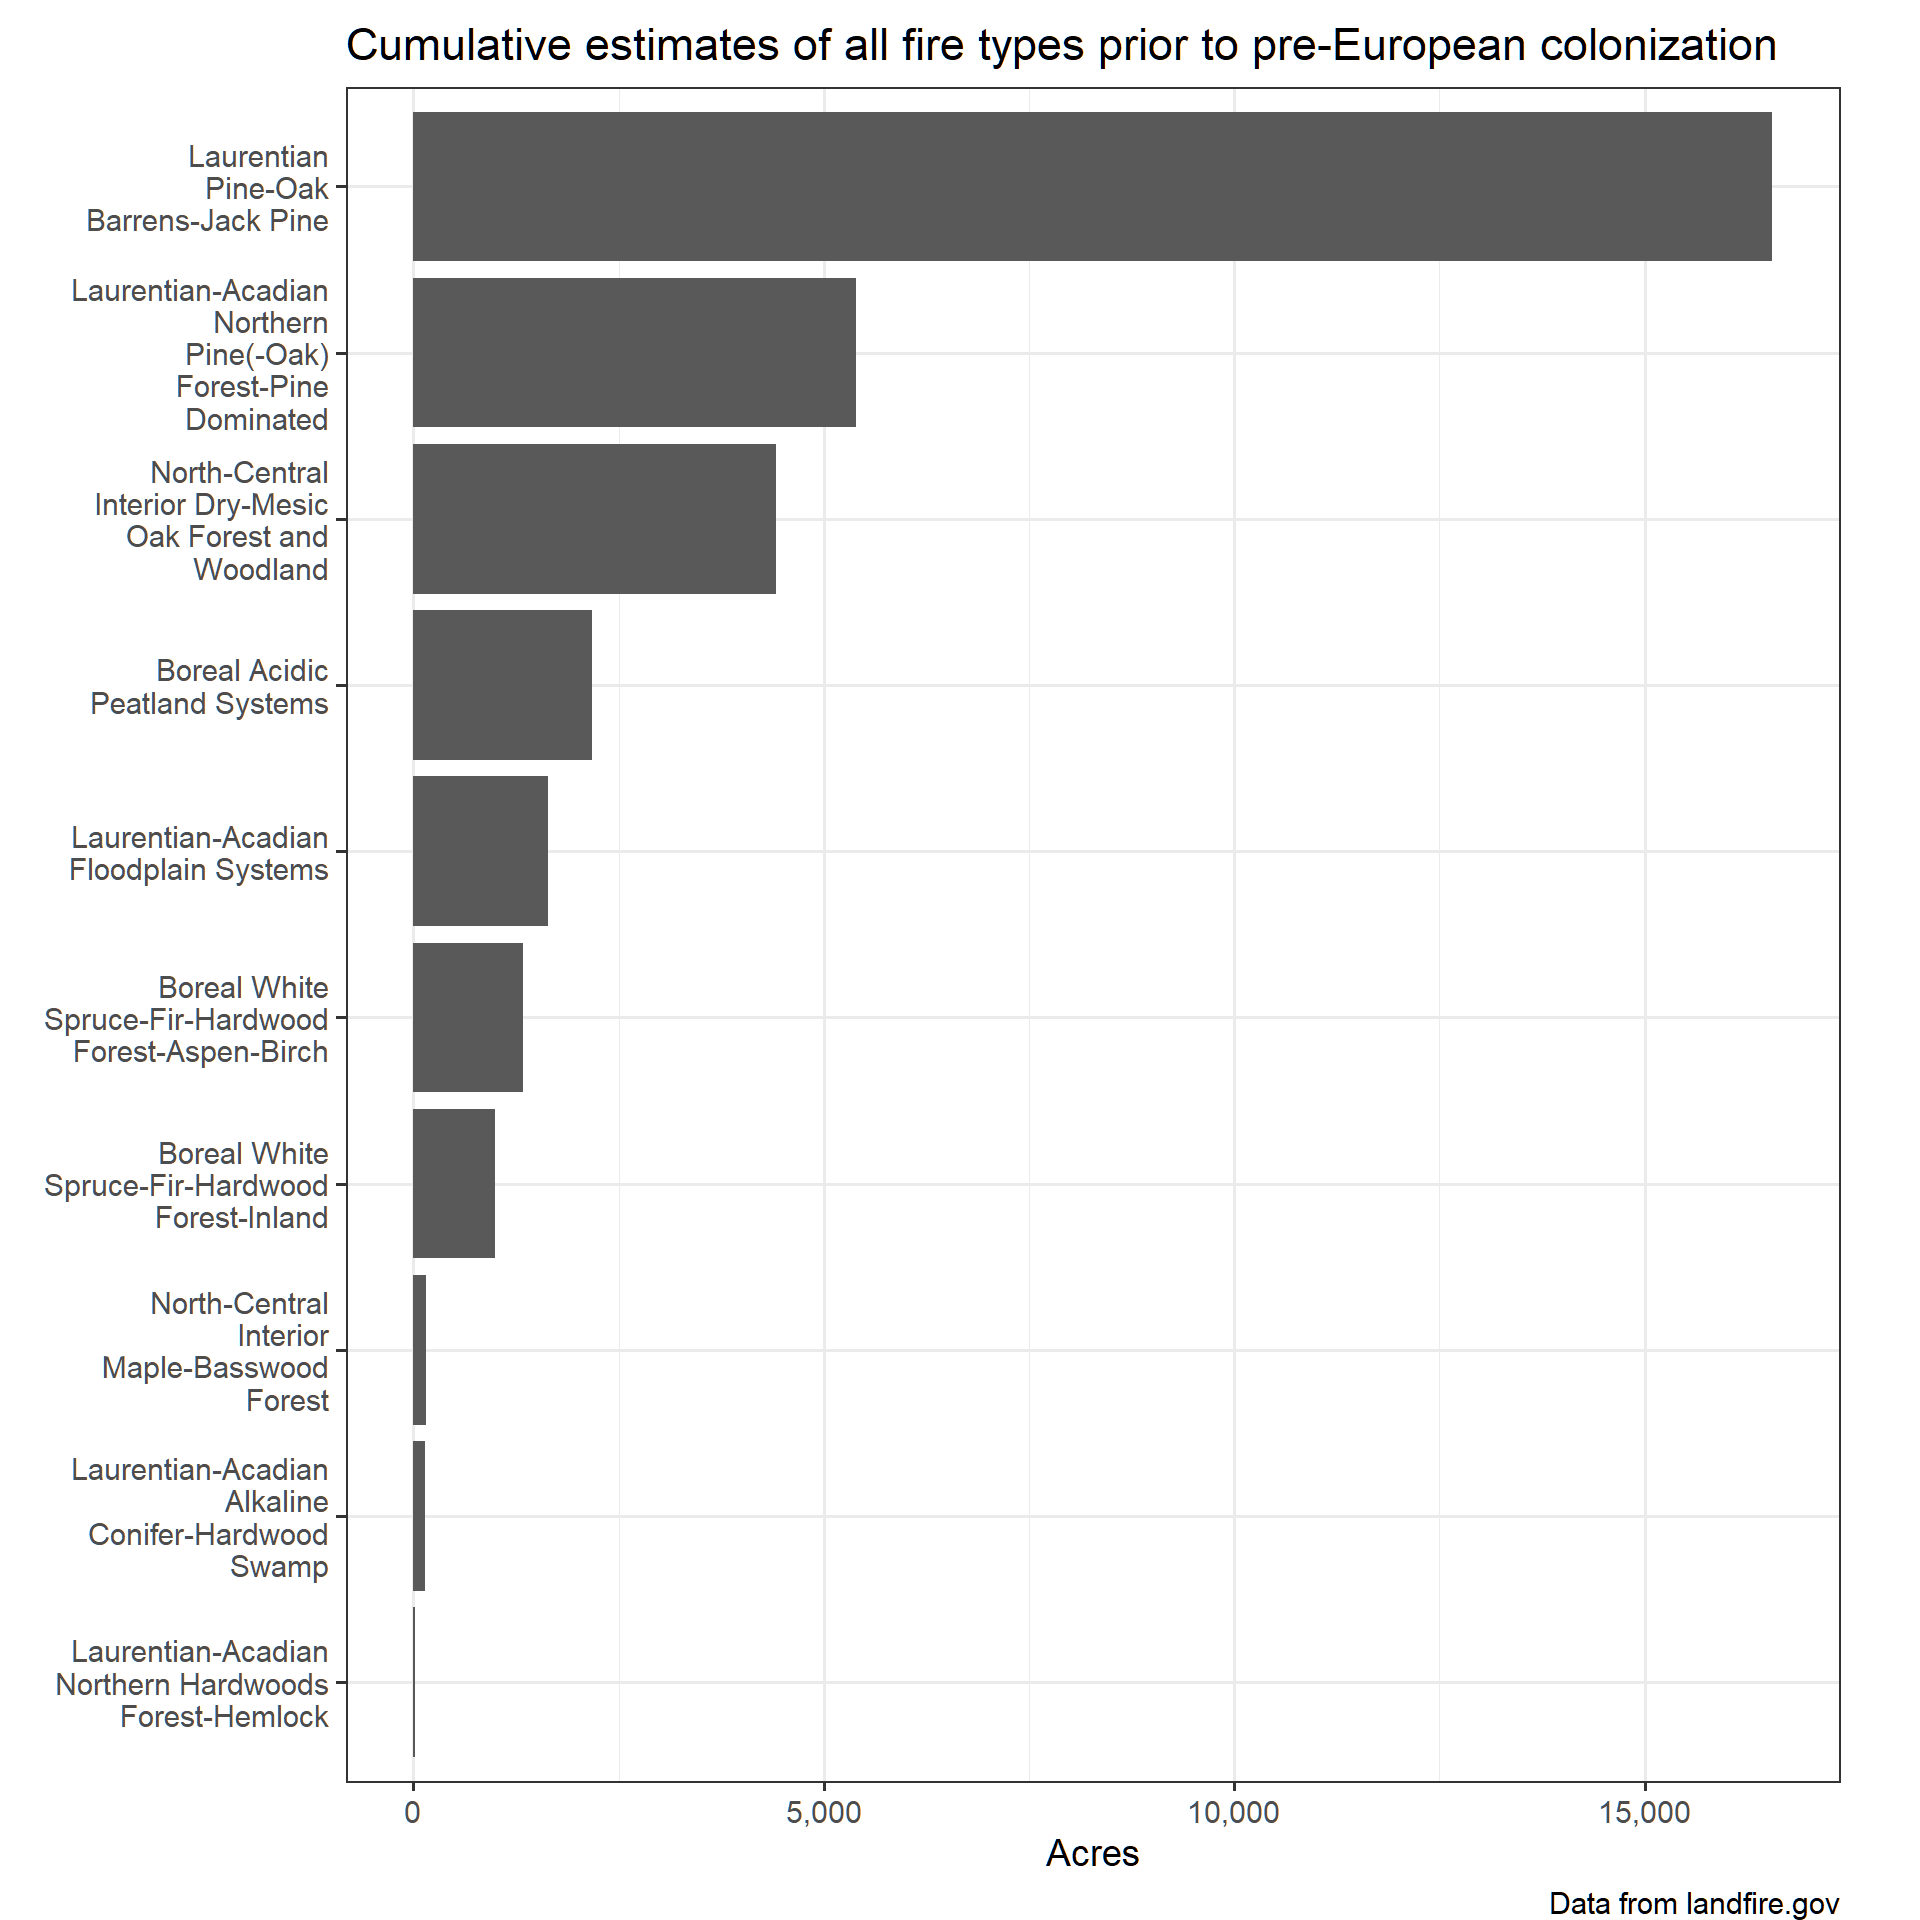 Cumulative estimates of all fire types prior to pre-European colonization
Laurentian
Pine-Oak
Barrens-Jack Pine
Laurentian-Acadian
Northern
Pine(-Oak)
Forest-Pine
Dominated
North-Central
Interior Dry-Mesic
Oak Forest and
Woodland
Boreal Acidic
Peatland Systems
Laurentian-Acadian
Floodplain Systems
Boreal White
Spruce-Fir-Hardwood
Forest-Aspen-Birch
Boreal White
Spruce-Fir-Hardwood
Forest-Inland
North-Central
Interior
Maple-Basswood
Forest
Laurentian-Acadian
Alkaline
Conifer-Hardwood
Swamp
Laurentian-Acadian
Northern Hardwoods
Forest-Hemlock
0 5,000 10,000 15,000
Acres
Data from landfire.gov